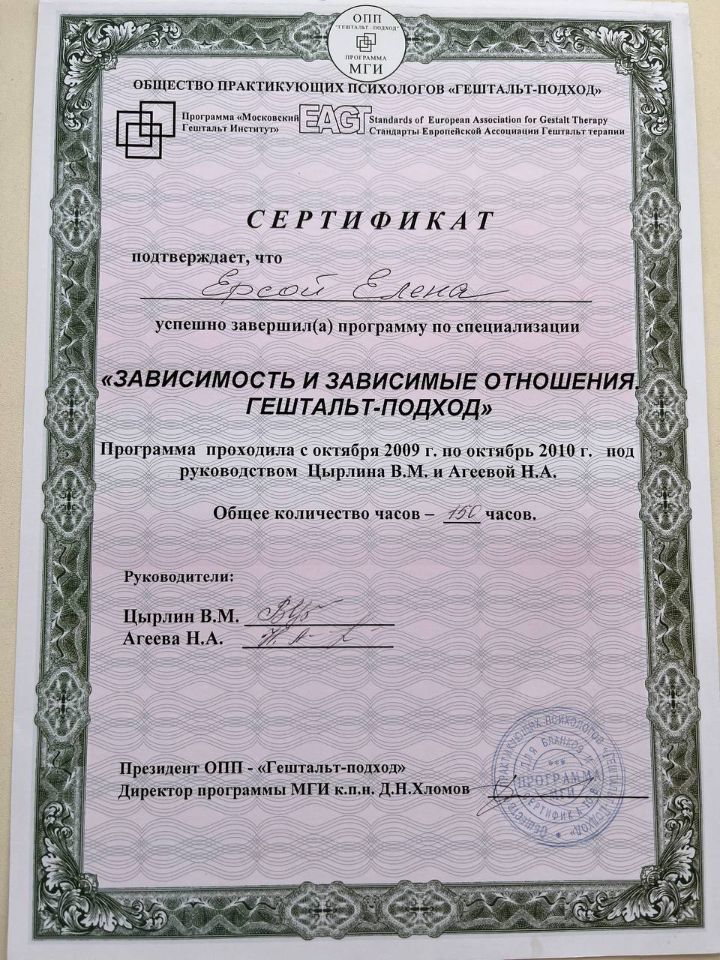 ОПП
"ГЕШТАЛЬТ - ПОДХОД"
ПРОГРАММА
МГИ
ОБЩЕСТВО ПРАКТИКУЮЩИХ ПСИХОЛОГОВ «ГЕШТАЛЬТ-ПОДХОД»
Программа «Московский
Гештальт Институт»
EAGT
Standards of European Association for Gestalt Therapy
Стандарты Европейской Ассоциации Гештальт терапии
СЕРТИФИКАТ
подтверждает, что
Ерсой Елена
успешно завершил(а) программу по специализации
«ЗАВИСИМОСТЬ И ЗАВИСИМЫЕ ОТНОШЕНИЯ.
ГЕШТАЛЬТ-ПОДХОД»
Программа проходила с октября 2009 г. по октябрь 2010 г. под
руководством Цырлина В.М. и Агеевой Н.А.
Общее количество часов – 150 часов.
Руководители:
Цырлин В.М.
Агеева Н.А.
Президент ОПП - «Гештальт-подход»
Директор программы МГИ к.п.н. Д.Н.Хломов
ПРОГРАММА
МГИ